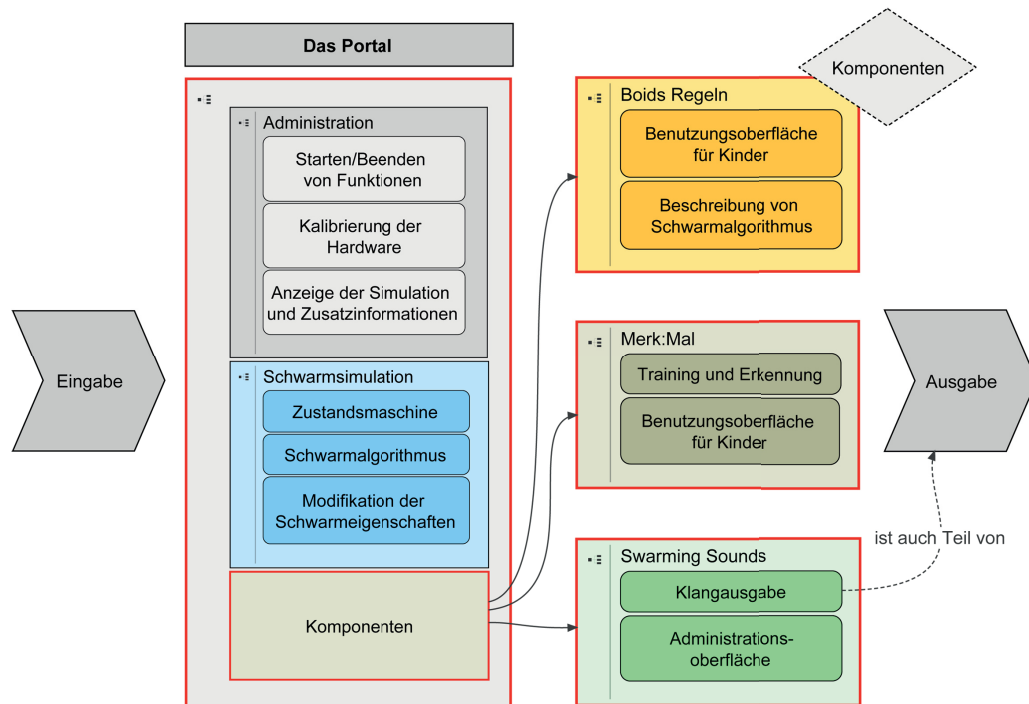 Das Portal
Administration
Starten/Beenden
von Funktionen
Kalibrierung der
Hardware
Anzeige der Simulation
und Zusatzinformationen
Schwarmsimulation
Zustandsmaschine
Schwarmalgorithmus
Modifikation der
Schwarmeigenschaften
Komponenten
Eingabe
Komponenten
Boids Regeln
Benutzungsoberfläche
für Kinder
Beschreibung von
Schwarmalgorithmus
Merk:Mal
Training und Erkennung
Benutzungsoberfläche
für Kinder
Swarming Sounds
Klangausgabe
Administrations-
oberfläche
Ausgabe
ist auch Teil von